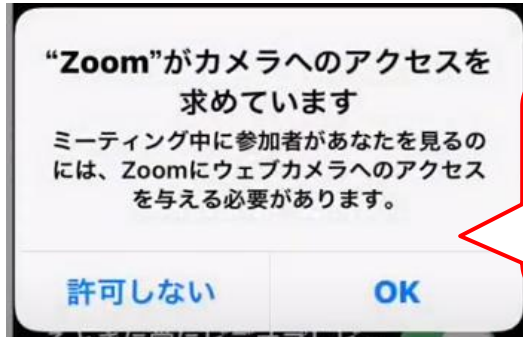 “Zoom”がカメラへのアクセスを
求めています
ミーティング中に参加者があなたを見るの
には、Zoomにウェブカメラへのアクセス
を与える必要があります。
許可しない
OK